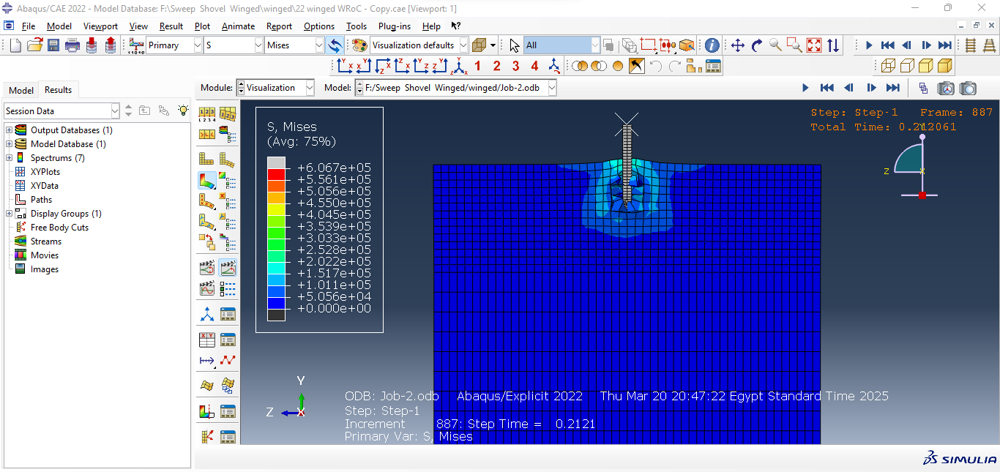 Abaqus/CAE 2022 - Model Database: F:\Sweep  Shovel  Winged\winged\22 winged WRoC - Copy.cae [Viewport: 1]
File Model Viewport View Result Plot Animate Report Options Tools Plug-ins Help
Primary S Mises Visualization defaults All
1 2 3 4
Module: Visualization Model: F:/Sweep  Shovel  Winged/winged/Job-2.odb
Model Results
Session Data
Output Databases (1)
Model Database (1)
Spectrums (7)
XYPlots
XYData
Paths
Display Groups (1)
Free Body Cuts
Streams
Movies
Images
S, Mises
(Avg: 75%)
+6.067e+05
+5.561e+05
+5.056e+05
+4.550e+05
+4.045e+05
+3.539e+05
+3.033e+05
+2.528e+05
+2.022e+05
+1.517e+05
+1.011e+05
+5.056e+04
+0.000e+00
Step: Step-1 Frame: 887
Total Time: 0.212061
Z X
Y
Z X
ODB: Job-2.odb Abaqus/Explicit 2022 Thu Mar 20 20:47:22 Egypt Standard Time 2025
Step: Step-1
Increment 887: Step Time = 0.2121
Primary Var: S, Mises
SIMULIA